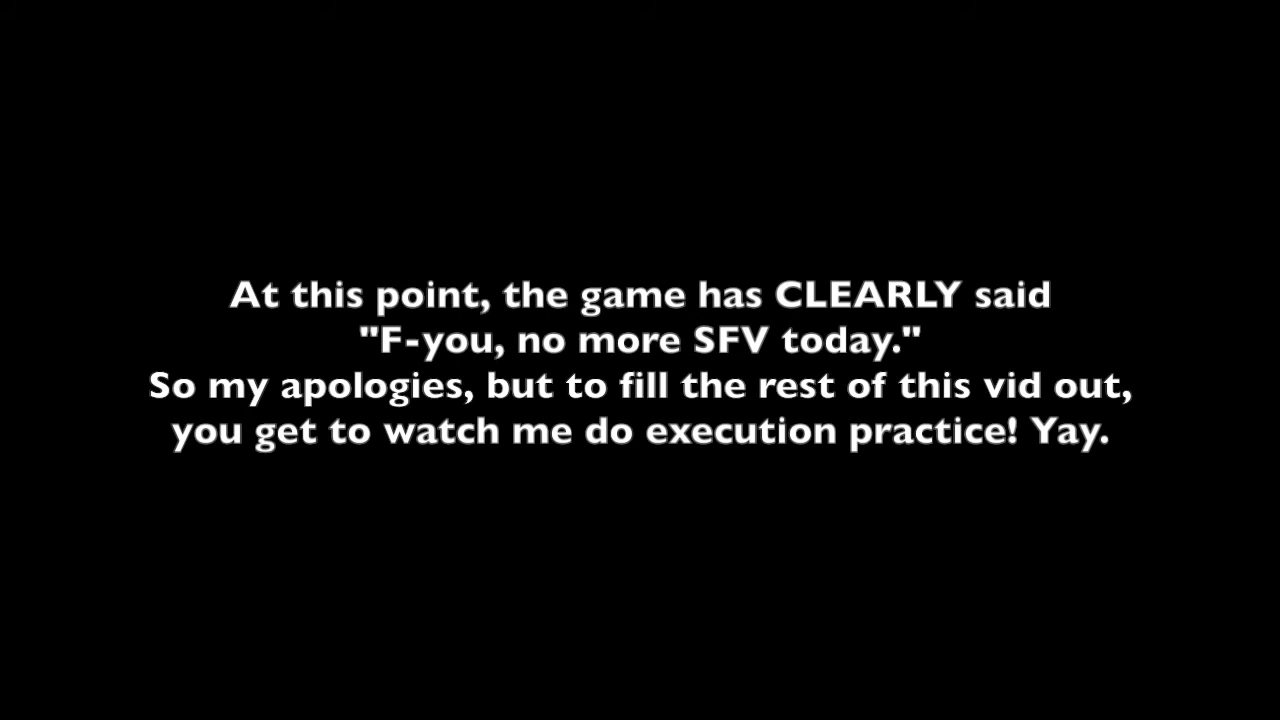 At this point, the game has CLEARLY said
"F-you, no more SFV today."
So my apologies, but to fill the rest of this vid out,
you get to watch me do execution practice! Yay.